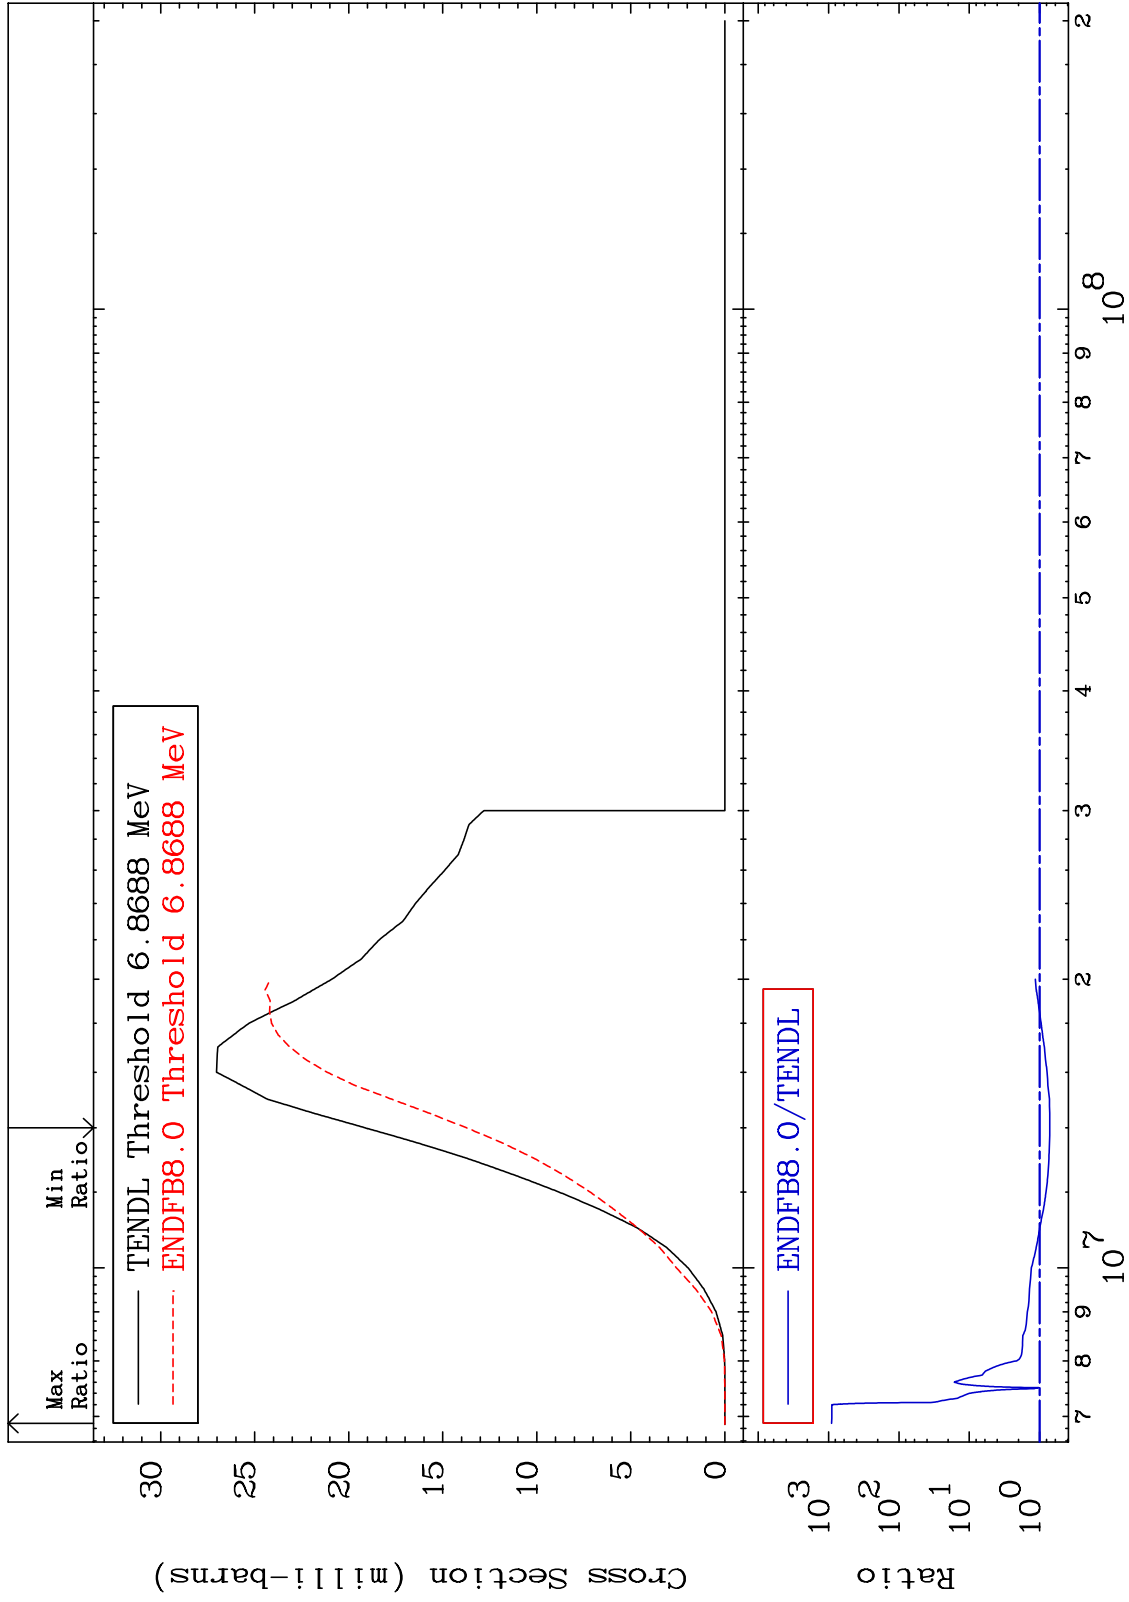 Max
Ratio
Min
Ratio
TENDL Threshold 6.8688 MeV
ENDFB8.0 Threshold 6.8688 MeV
30
25
20
15
10
5
0
Cross Section (milli-barns)
ENDFB8.0/TENDL
10^3
10^2
10^1
10^0
Ratio
7 8 9 10^7 2 3 4 5 6 7 8 9 10^8 2